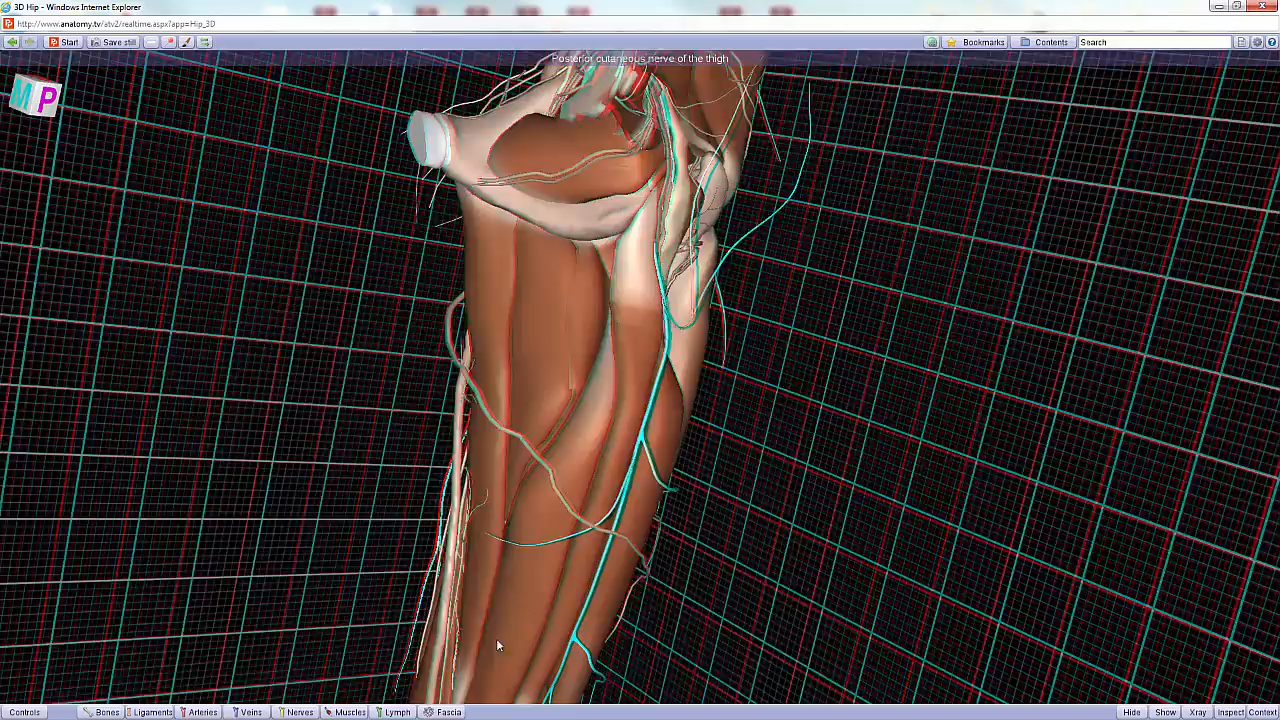 3D Hip - Windows Internet Explorer
http://www.anatomy.tv/atv2/realtime.aspx?app=Hip_3D
Start Save still Bookmarks Contents Search
Posterior cutaneous nerve of the thigh
M P
Controls Bones Ligaments Arteries Veins Nerves Muscles Lymph Fascia Hide Show Xray Inspect Context